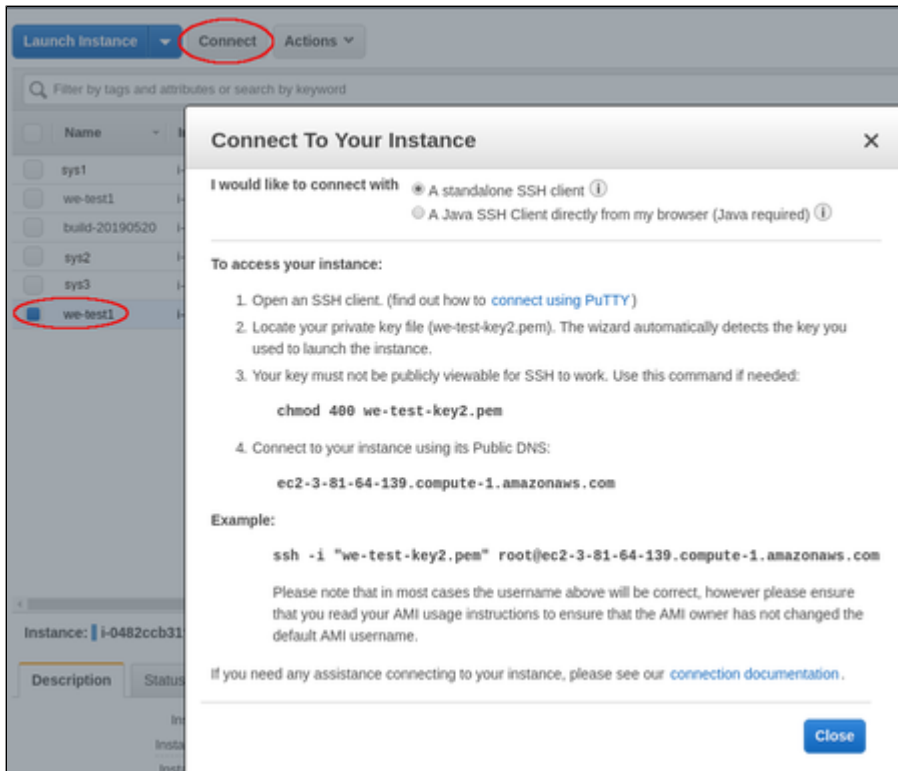 Launch Instance Connect Actions
Filter by tags and attributes or search by keyword
Name
Connect To Your Instance
sys1
we-test1
build-20190520
sys2
sys3
we-test1
I would like to connect with
A standalone SSH client
A Java SSH Client directly from my browser (Java required)
To access your instance:
1. Open an SSH client. (find out how to connect using PuTTY)
2. Locate your private key file (we-test-key2.pem). The wizard automatically detects the key you
used to launch the instance.
3. Your key must not be publicly viewable for SSH to work. Use this command if needed:
chmod 400 we-test-key2.pem
4. Connect to your instance using its Public DNS:
ec2-3-81-64-139.compute-1.amazonaws.com
Example:
ssh -i "we-test-key2.pem" root@ec2-3-81-64-139.compute-1.amazonaws.com
Please note that in most cases the username above will be correct, however please ensure
that you read your AMI usage instructions to ensure that the AMI owner has not changed the
default AMI username.
If you need any assistance connecting to your instance, please see our connection documentation.
Close
Instance: i-0482ccb31
Description Status
Ins
Insta
Insta